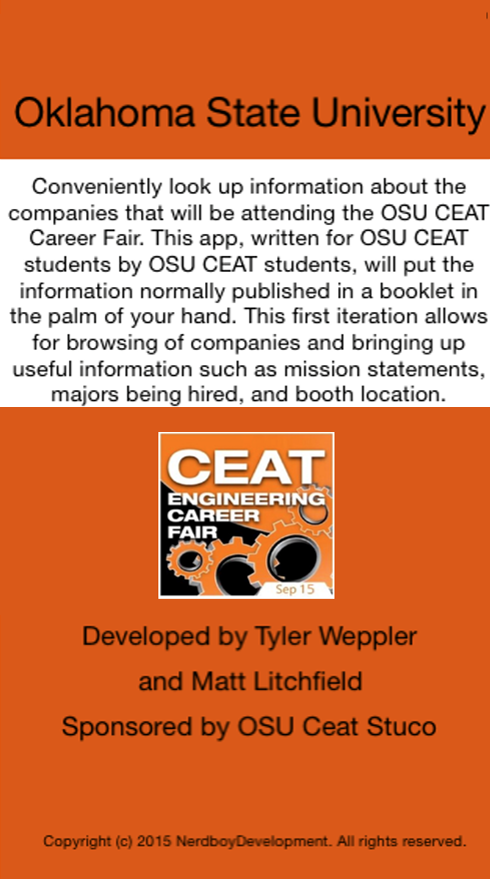 Oklahoma State University
Conveniently look up information about the
companies that will be attending the OSU CEAT
Career Fair. This app, written for OSU CEAT
students by OSU CEAT students, will put the
information normally published in a booklet in
the palm of your hand. This first iteration allows
for browsing of companies and bringing up
useful information such as mission statements,
majors being hired, and booth location.
CEAT
ENGINEERING
CAREER
FAIR
Sep 15
Developed by Tyler Weppler
and Matt Litchfield
Sponsored by OSU Ceat Stuco
Copyright (c) 2015 NerdboyDevelopment. All rights reserved.